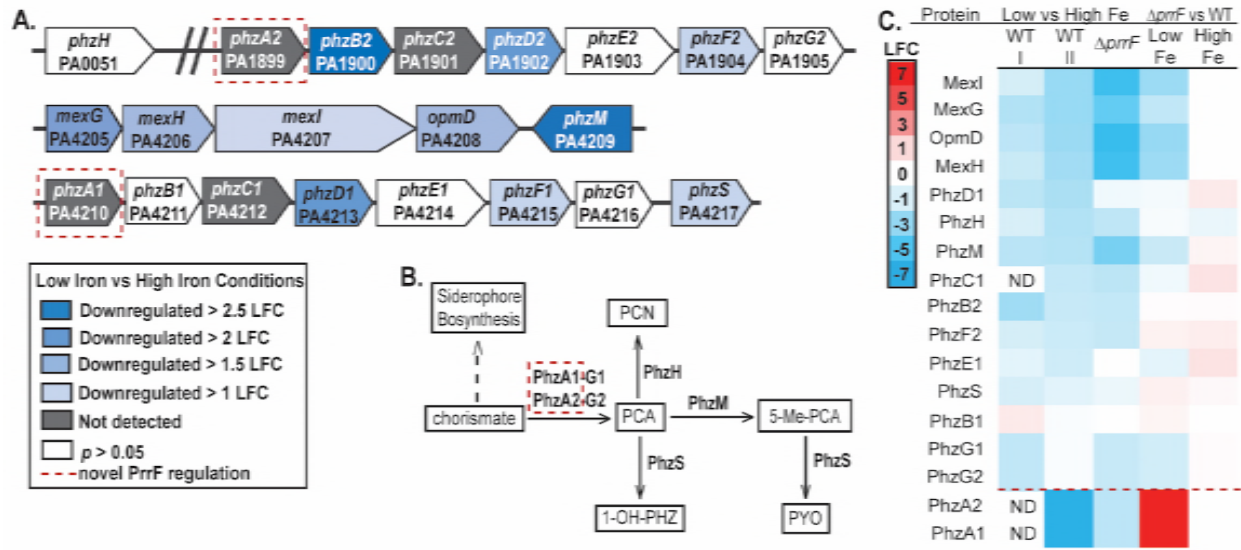 A.
phzH
PA0051
phzA2
PA1899
phzB2
PA1900
phzC2
PA1901
phzD2
PA1902
phzE2
PA1903
phzF2
PA1904
phzG2
PA1905
mexG
PA4205
mexH
PA4206
mexI
PA4207
opmD
PA4208
phzM
PA4209
phzA1
PA4210
phzB1
PA4211
phzC1
PA4212
phzD1
PA4213
phzE1
PA4214
phzF1
PA4215
phzG1
PA4216
phzS
PA4217
Low Iron vs High Iron Conditions
Downregulated > 2.5 LFC
Downregulated > 2 LFC
Downregulated > 1.5 LFC
Downregulated > 1 LFC
Not detected
p > 0.05
novel PrrF regulation
B.
Siderophore
Bosynthesis
PCN
PhzA1-G1
PhzA2-G2
PhzH
chorismate
PCA
PhzM
5-Me-PCA
PhzS
PhzS
1-OH-PHZ
PYO
C.
Protein Low vs High Fe ΔprrF vs WT
LFC
WT I
WT II
ΔprrF
Low Fe
High Fe
7
5
3
1
0
-1
-3
-5
-7
MexI
MexG
OpmD
MexH
PhzD1
PhzH
PhzM
PhzC1 ND
PhzB2
PhzF2
PhzE1
PhzS
PhzB1
PhzG1
PhzG2
PhzA2 ND
PhzA1 ND